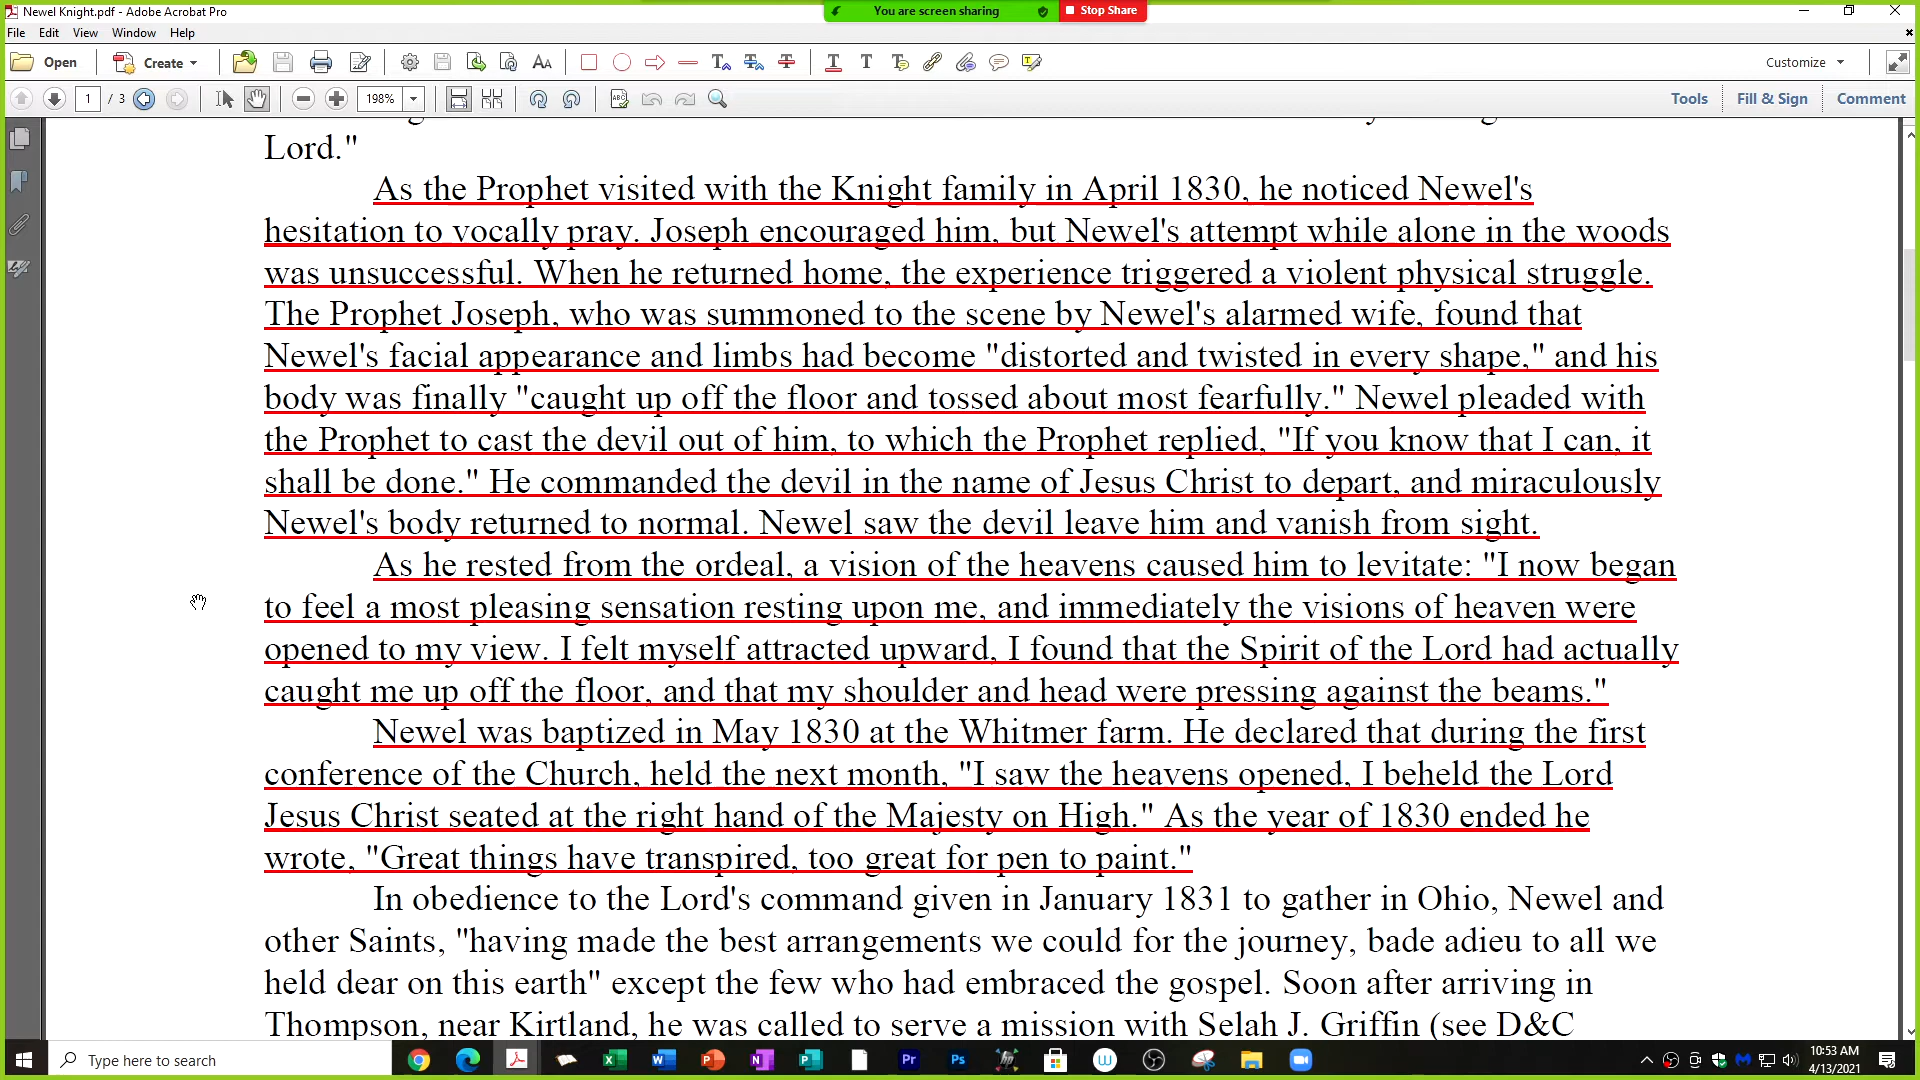 Newel Knight.pdf - Adobe Acrobat Pro
You are screen sharing
Stop Share
File Edit View Window Help
Open Create Customize
1 / 3 198% Tools Fill & Sign Comment
Lord."
As the Prophet visited with the Knight family in April 1830, he noticed Newel's
hesitation to vocally pray. Joseph encouraged him, but Newel's attempt while alone in the woods
was unsuccessful. When he returned home, the experience triggered a violent physical struggle.
The Prophet Joseph, who was summoned to the scene by Newel's alarmed wife, found that
Newel's facial appearance and limbs had become "distorted and twisted in every shape," and his
body was finally "caught up off the floor and tossed about most fearfully." Newel pleaded with
the Prophet to cast the devil out of him, to which the Prophet replied, "If you know that I can, it
shall be done." He commanded the devil in the name of Jesus Christ to depart, and miraculously
Newel's body returned to normal. Newel saw the devil leave him and vanish from sight.
As he rested from the ordeal, a vision of the heavens caused him to levitate: "I now began
to feel a most pleasing sensation resting upon me, and immediately the visions of heaven were
opened to my view. I felt myself attracted upward, I found that the Spirit of the Lord had actually
caught me up off the floor, and that my shoulder and head were pressing against the beams."
Newel was baptized in May 1830 at the Whitmer farm. He declared that during the first
conference of the Church, held the next month, "I saw the heavens opened, I beheld the Lord
Jesus Christ seated at the right hand of the Majesty on High." As the year of 1830 ended he
wrote, "Great things have transpired, too great for pen to paint."
In obedience to the Lord's command given in January 1831 to gather in Ohio, Newel and
other Saints, "having made the best arrangements we could for the journey, bade adieu to all we
held dear on this earth" except the few who had embraced the gospel. Soon after arriving in
Thompson, near Kirtland, he was called to serve a mission with Selah J. Griffin (see D&C
Type here to search
10:53 AM
4/13/2021